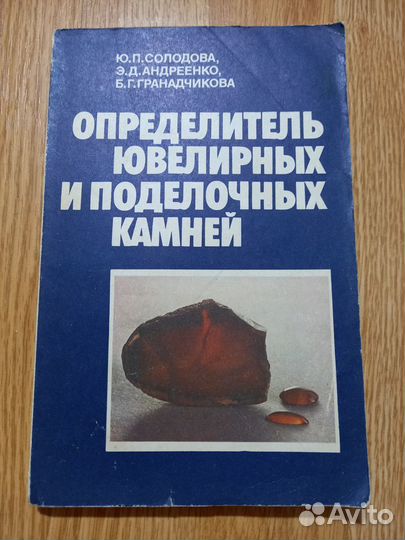 Ю.П.СОЛОДОВА,
Э.Д.АНДРЕЕНКО,
Б.Г.ГРАНАДЧИКОВА
ОПРЕДЕЛИТЕЛЬ
ЮВЕЛИРНЫХ
И ПОДЕЛОЧНЫХ
КАМНЕЙ
Avito